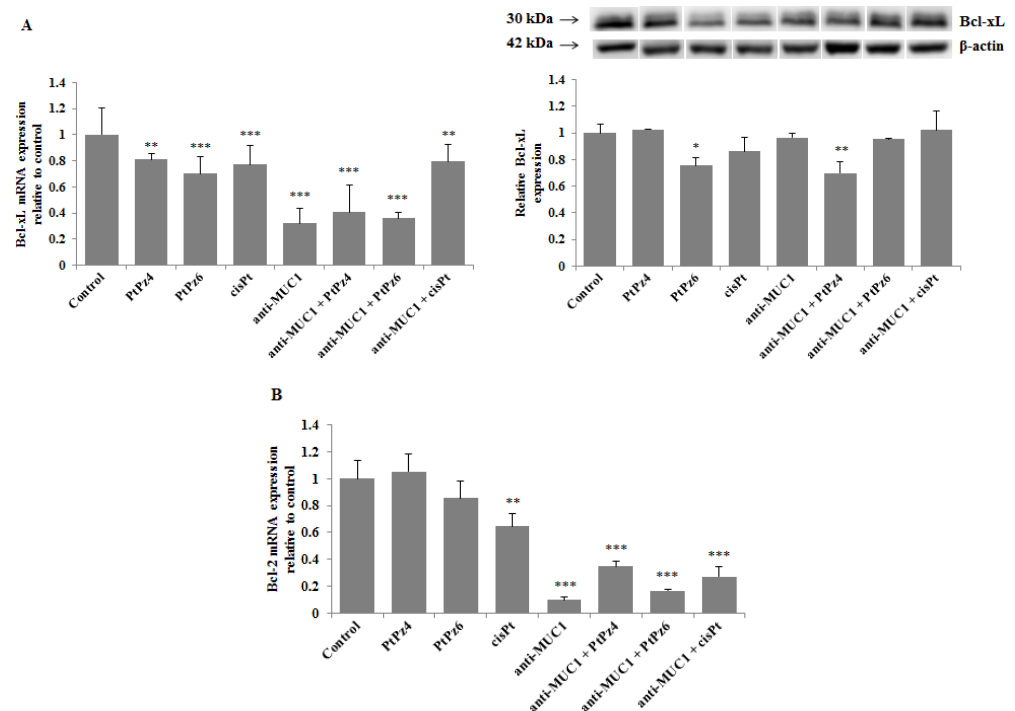 A
30 kDa → Bcl-xL
42 kDa → β-actin
Bcl-xL mRNA expression
relative to control
1.4
1.2
1
0.8
0.6
0.4
0.2
0
**
***
***
***
***
***
**
Control
PtPz4
PtPz6
cisPt
anti-MUC1
anti-MUC1 + PtPz4
anti-MUC1 + PtPz6
anti-MUC1 + cisPt
Relative Bcl-xL
expression
1.4
1.2
1
0.8
0.6
0.4
0.2
0
*
**
Control
PtPz4
PtPz6
cisPt
anti-MUC1
anti-MUC1 + PtPz4
anti-MUC1 + PtPz6
anti-MUC1 + cisPt
B
Bcl-2 mRNA expression
relative to control
1.4
1.2
1
0.8
0.6
0.4
0.2
0
**
***
***
***
***
Control
PtPz4
PtPz6
cisPt
anti-MUC1
anti-MUC1 + PtPz4
anti-MUC1 + PtPz6
anti-MUC1 + cisPt